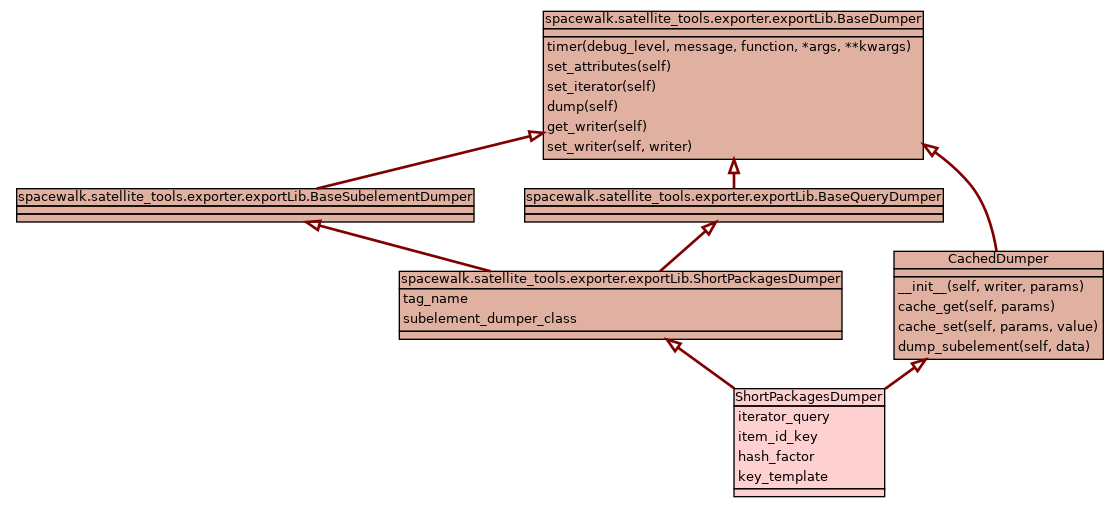 spacewalk.satellite_tools.exporter.exportLib.BaseDumper
timer(debug_level, message, function, *args, **kwargs)
set_attributes(self)
set_iterator(self)
dump(self)
get_writer(self)
set_writer(self, writer)
spacewalk.satellite_tools.exporter.exportLib.BaseSubelementDumper
spacewalk.satellite_tools.exporter.exportLib.BaseQueryDumper
CachedDumper
__init__(self, writer, params)
cache_get(self, params)
cache_set(self, params, value)
dump_subelement(self, data)
spacewalk.satellite_tools.exporter.exportLib.ShortPackagesDumper
tag_name
subelement_dumper_class
ShortPackagesDumper
iterator_query
item_id_key
hash_factor
key_template